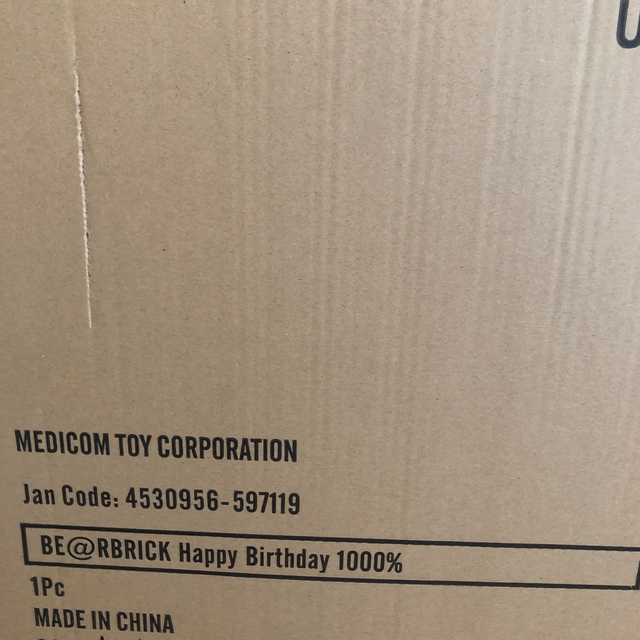 MEDICOM TOY CORPORATION
Jan Code: 4530956-597119
BE@RBRICK Happy Birthday 1000%
1Pc
MADE IN CHINA